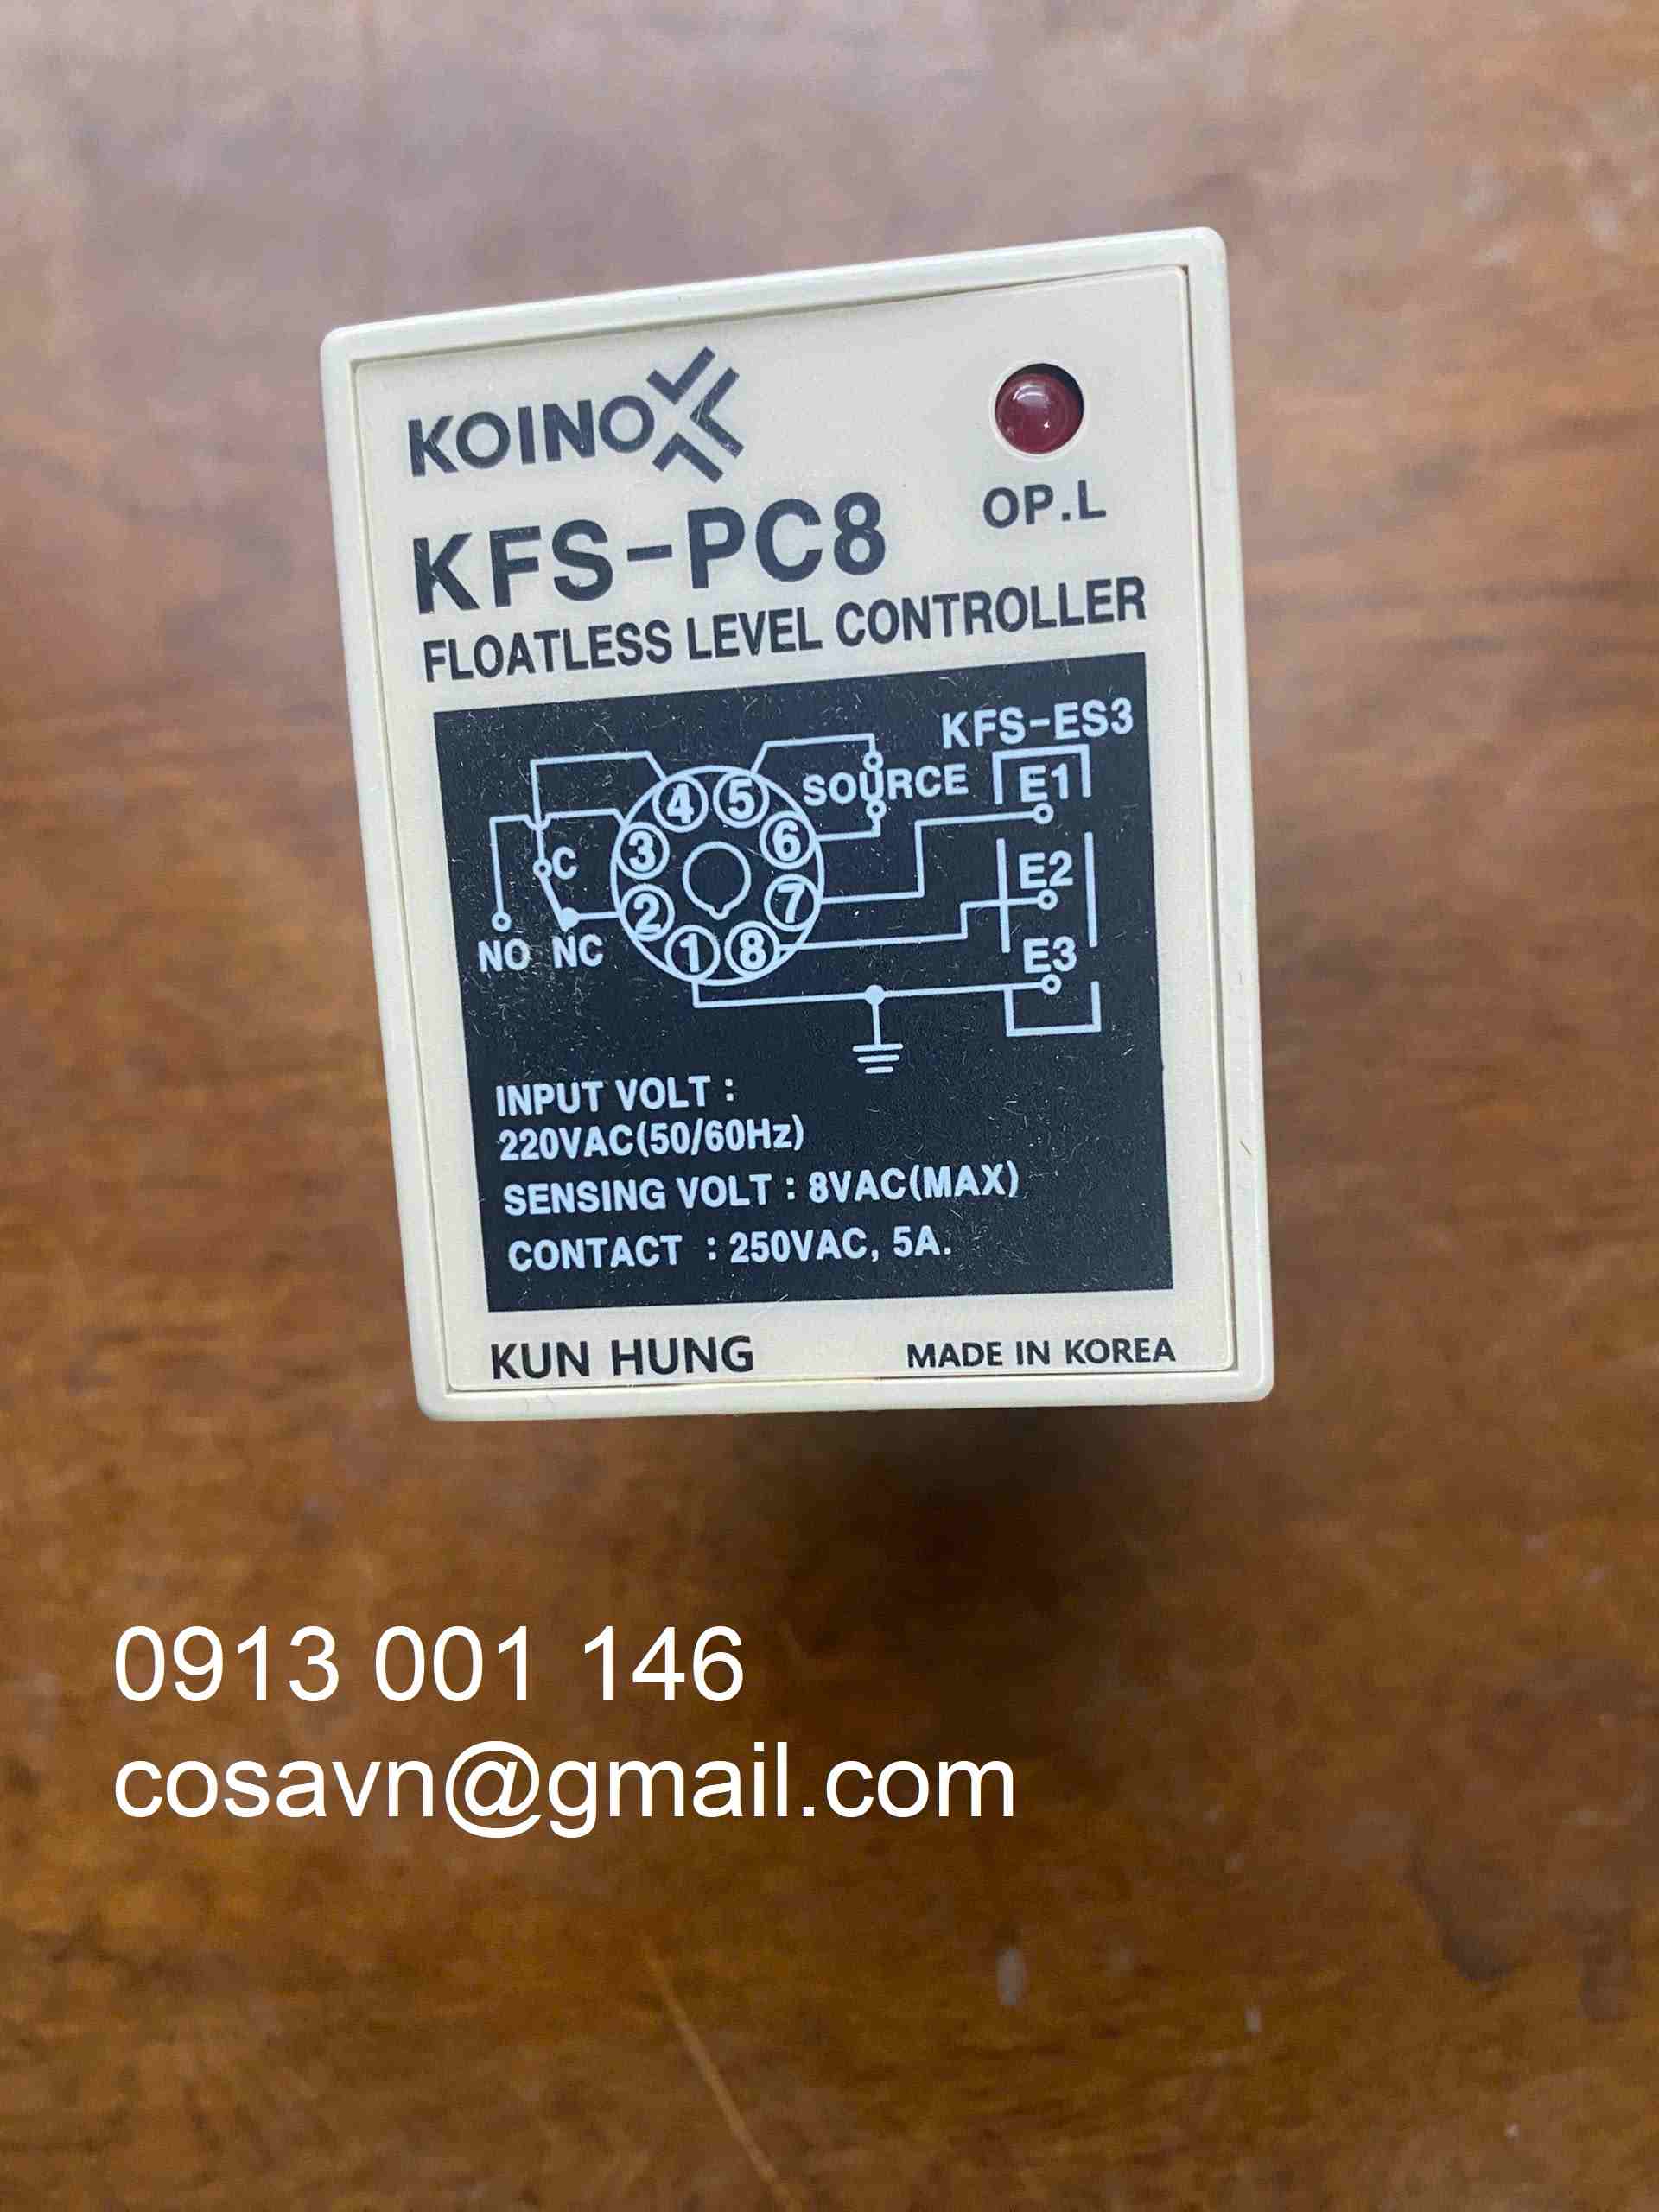 KOINO
OP.L
KFS-PC8
FLOATLESS LEVEL CONTROLLER
KFS-ES3
4 5 SOURCE E1
3 6
C E2
2 7
NO NC 1 8 E3
INPUT VOLT :
220VAC(50/60Hz)
SENSING VOLT : 8VAC(MAX)
CONTACT : 250VAC, 5A.
KUN HUNG MADE IN KOREA
0913 001 146
cosavn@gmail.com